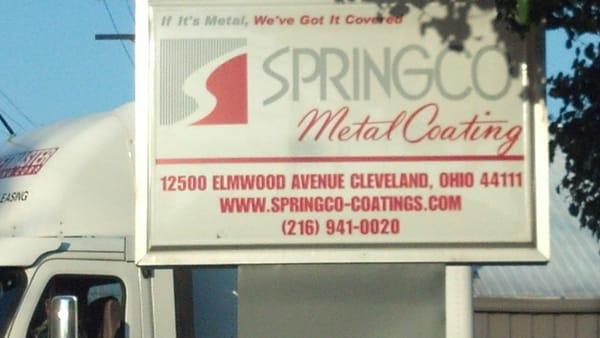 If It's Metal, We've Got It Covered
SPRINGCO
Metal Coating
12500 ELMWOOD AVENUE CLEVELAND, OHIO 44111
WWW.SPRINGCO-COATINGS.COM
(216) 941-0020
EASING